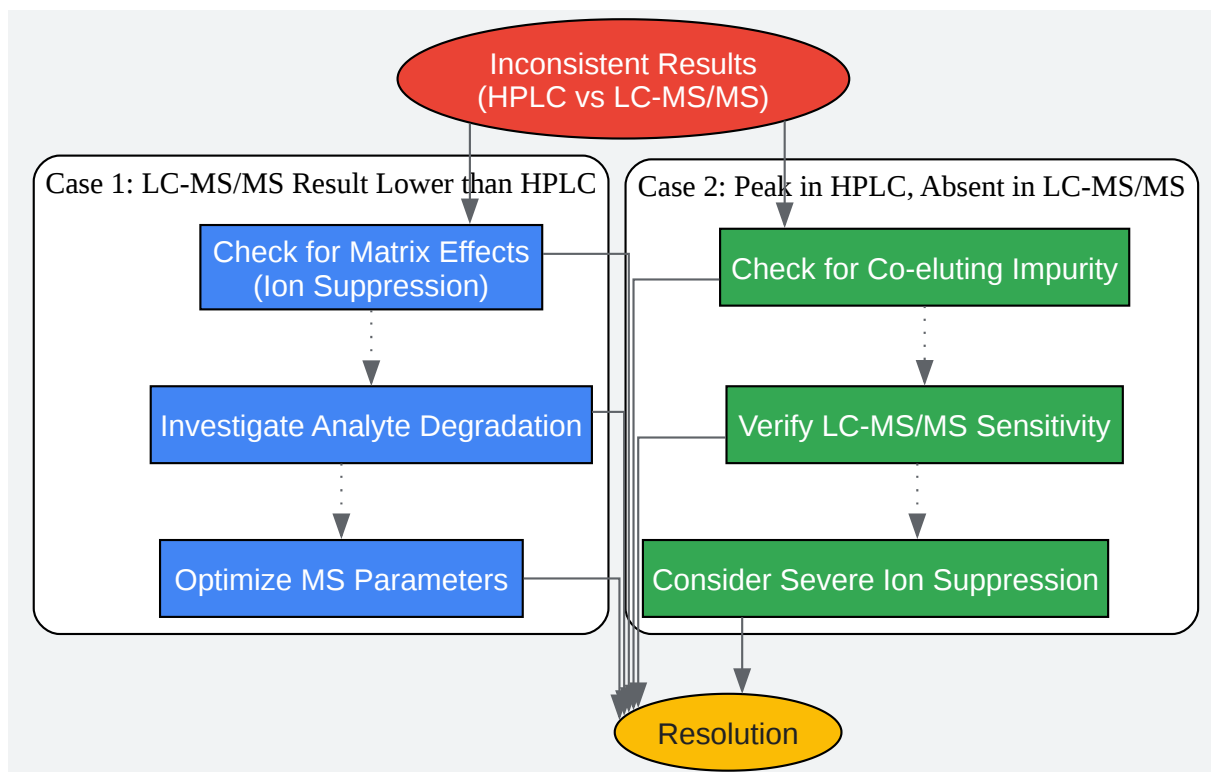 Inconsistent Results
(HPLC vs LC-MS/MS)
Case 1: LC-MS/MS Result Lower than HPLC
Check for Matrix Effects
(Ion Suppression)
Investigate Analyte Degradation
Optimize MS Parameters
Case 2: Peak in HPLC, Absent in LC-MS/MS
Check for Co-eluting Impurity
Verify LC-MS/MS Sensitivity
Consider Severe Ion Suppression
Resolution